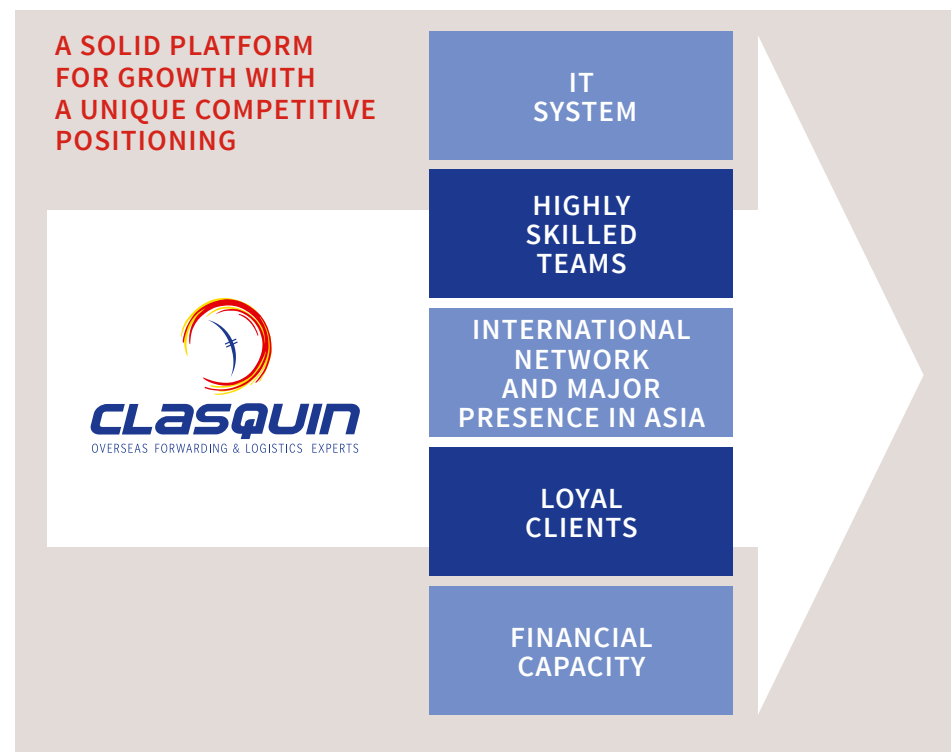 A SOLID PLATFORM
FOR GROWTH WITH
A UNIQUE COMPETITIVE
POSITIONING
CLASQUIN
OVERSEAS FORWARDING & LOGISTICS EXPERTS
IT
SYSTEM
HIGHLY
SKILLED
TEAMS
INTERNATIONAL
NETWORK
AND MAJOR
PRESENCE IN ASIA
LOYAL
CLIENTS
FINANCIAL
CAPACITY